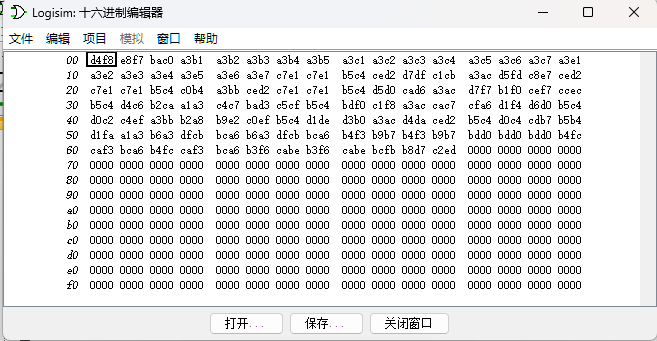 Logisim: 十六进制编辑器
文件 编辑 项目 模拟 窗口 帮助
00 d4f8 e8f7 bac0 a3b1 a3b2 a3b3 a3b4 a3b5 a3c1 a3c2 a3c3 a3c4 a3c5 a3c6 a3c7 a3e1
10 a3e2 a3e3 a3e4 a3e5 a3e6 a3e7 c7e1 c7e1 b5c4 ced2 d7df c1cb a3ac d5fd c8e7 ced2
20 c7e1 c7e1 b5c4 c0b4 a3bb ced2 c7e1 c7e1 b5c4 d5d0 cad6 a3ac d7f7 b1f0 cef7 ccec
30 b5c4 d4c6 b2ca a1a3 c4c7 bad3 c5cf b5c4 bdf0 c1f8 a3ac cac7 cfa6 d1f4 d6d0 b5c4
40 d0c2 c4ef a3bb b2a8 b9e2 c0ef b5c4 d1de d3b0 a3ac d4da ced2 b5c4 d0c4 cdb7 b5b4
50 d1fa a1a3 b6a3 dfcb bca6 b6a3 dfcb bca6 b4f3 b9b7 b4f3 b9b7 bdd0 bdd0 bdd0 b4fc
60 caf3 bca6 b4fc caf3 bca6 b3f6 cabe b3f6 cabe bcfb b8d7 c2ed 0000 0000 0000 0000
70 0000 0000 0000 0000 0000 0000 0000 0000 0000 0000 0000 0000 0000 0000 0000 0000
80 0000 0000 0000 0000 0000 0000 0000 0000 0000 0000 0000 0000 0000 0000 0000 0000
90 0000 0000 0000 0000 0000 0000 0000 0000 0000 0000 0000 0000 0000 0000 0000 0000
a0 0000 0000 0000 0000 0000 0000 0000 0000 0000 0000 0000 0000 0000 0000 0000 0000
b0 0000 0000 0000 0000 0000 0000 0000 0000 0000 0000 0000 0000 0000 0000 0000 0000
c0 0000 0000 0000 0000 0000 0000 0000 0000 0000 0000 0000 0000 0000 0000 0000 0000
d0 0000 0000 0000 0000 0000 0000 0000 0000 0000 0000 0000 0000 0000 0000 0000 0000
e0 0000 0000 0000 0000 0000 0000 0000 0000 0000 0000 0000 0000 0000 0000 0000 0000
f0 0000 0000 0000 0000 0000 0000 0000 0000 0000 0000 0000 0000 0000 0000 0000 0000
打开... 保存... 关闭窗口